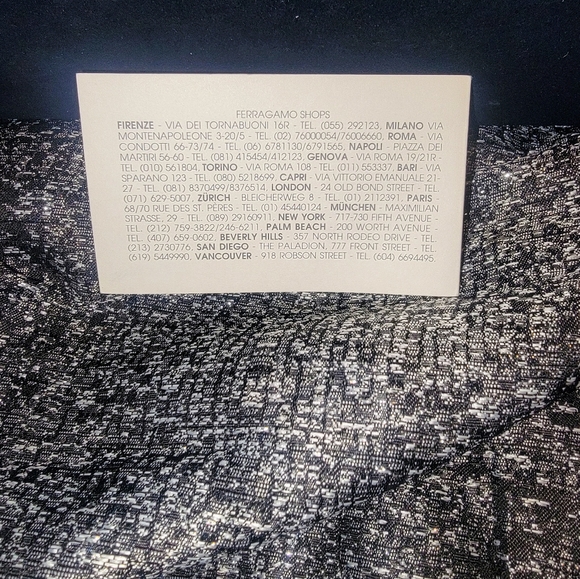 FERRAGAMO SHOPS
FIRENZE - VIA DEI TORNABUONI 16R - TEL. (055) 292123, MILANO VIA
MONTENAPOLEONE 3-20/5 - TEL. (02) 76000054/76006660, ROMA - VIA
CONDOTTI 66-73/74 - TEL. (06) 6781130/6791565, NAPOLI - PIAZZA DEI
MARTIRI 56-60 - TEL. (081) 415454/412123, GENOVA - VIA ROMA 19/21R -
TEL. (010) 561804, TORINO - VIA ROMA 108 - TEL. (011) 553337, BARI - VIA
SPARANO 123 - TEL. (080) 5218699, CAPRI - VIA VITTORIO EMANUALE 21-
27 - TEL. (081) 8370499/8376514, LONDON - 24 OLD BOND STREET - TEL.
(071) 629-5007, ZÜRICH - BLEICHERWEG 8 - TEL. (01) 2112391, PARIS -
68/70 RUE DES ST. PÈRES - TEL. (01) 45440124 - MÜNCHEN - MAXIMILIAN
STRASSE, 29 - TEL. (089) 29160911, NEW YORK - 717-730 FIFTH AVENUE -
TEL. (212) 759-3822/246-6211, PALM BEACH - 200 WORTH AVENUE -
TEL. (407) 659-0602, BEVERLY HILLS - 357 NORTH RODEO DRIVE - TEL.
(213) 2730776, SAN DIEGO - THE PALADION, 777 FRONT STREET - TEL.
(619) 5449990, VANCOUVER - 918 ROBSON STREET - TEL. (604) 6694495.